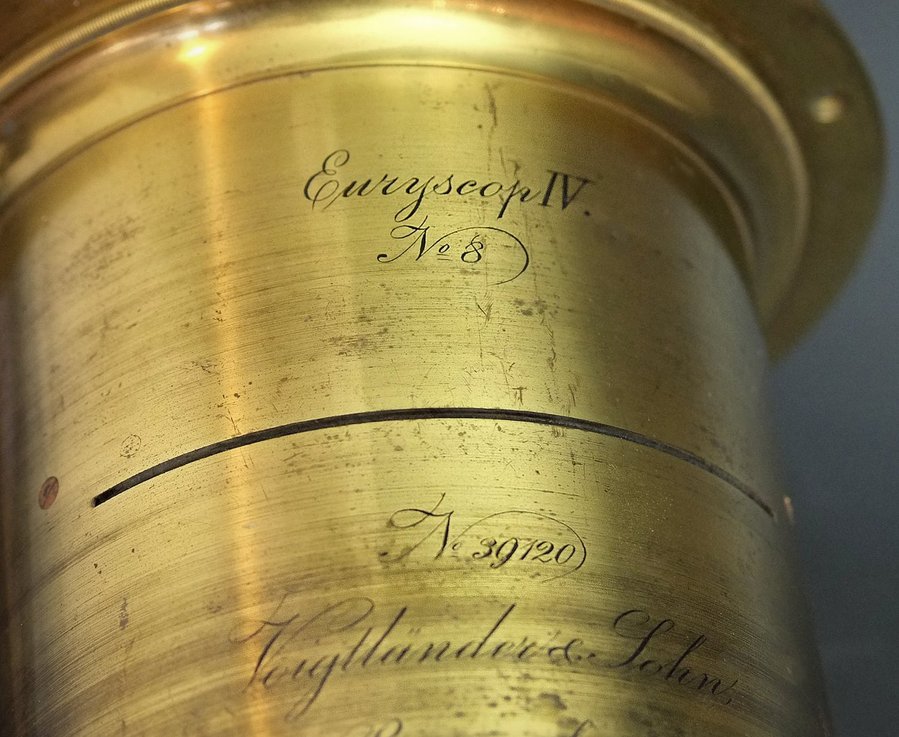 Euryscop IV.
No 8
No. 39120
Voigtländer & Sohn,